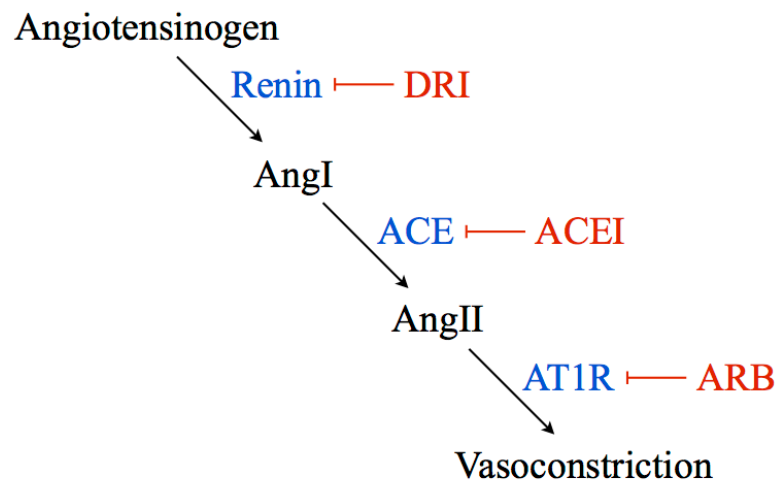 Angiotensinogen
Renin DRI
AngI
ACE ACEI
AngII
AT1R ARB
Vasoconstriction